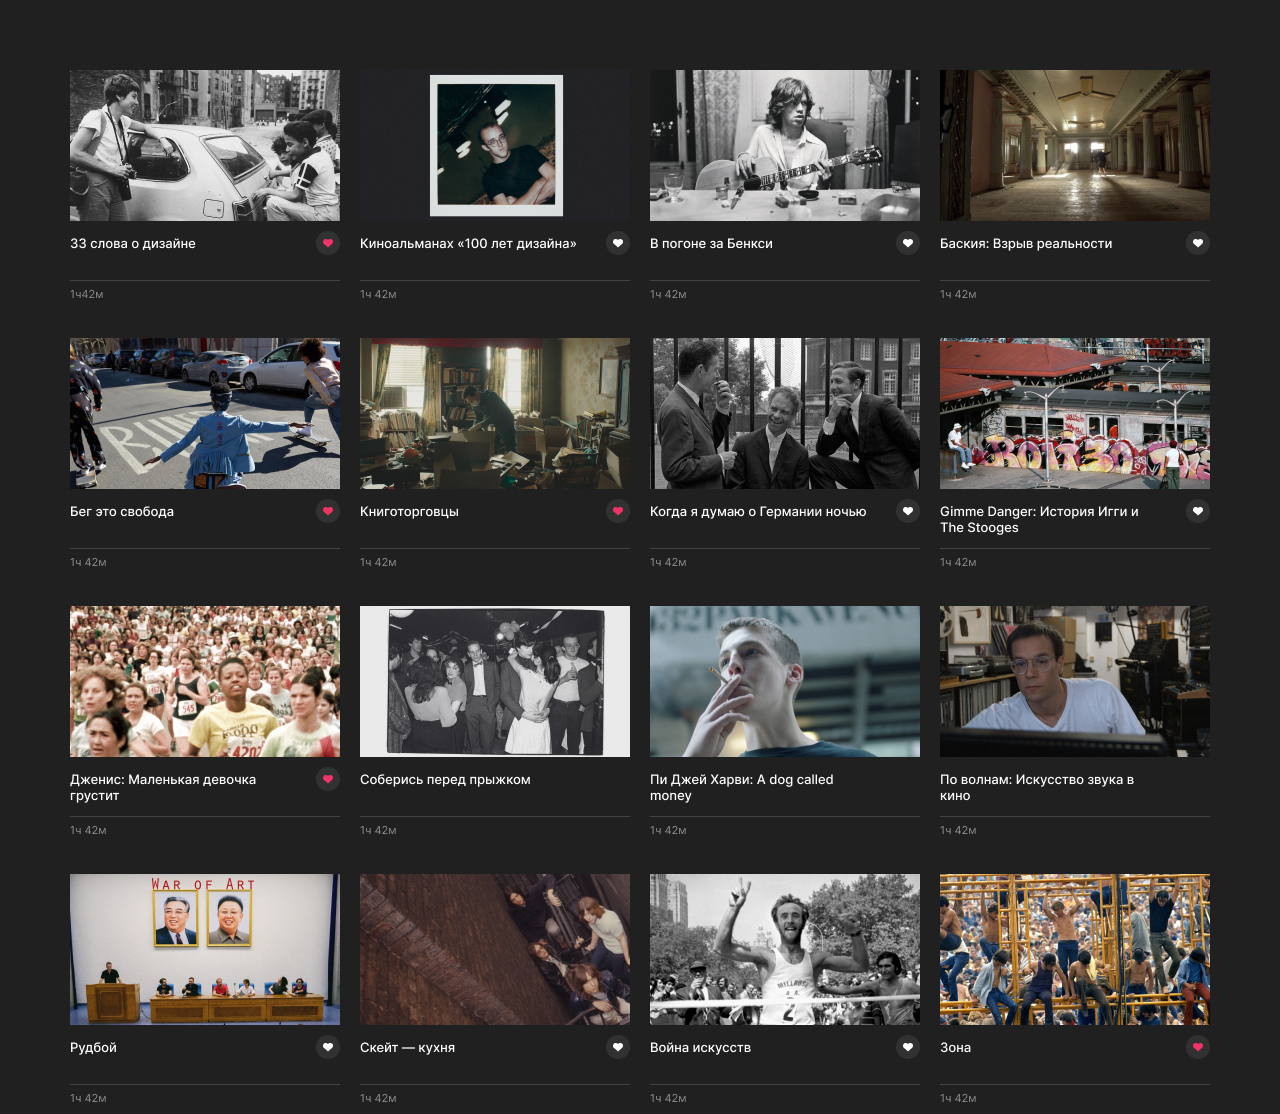 33 слова о дизайне
Киноальманах «100 лет дизайна»
В погоне за Бенкси
Баския: Взрыв реальности
1ч42м
1ч 42м
1ч 42м
1ч 42м
Бег это свобода
Книготорговцы
Когда я думаю о Германии ночью
Gimme Danger: История Игги и
The Stooges
1ч 42м
1ч 42м
1ч 42м
1ч 42м
545
Дженис: Маленькая девочка
грустит
Соберись перед прыжком
Пи Джей Харви: A dog called
money
По волнам: Искусство звука в
кино
1ч 42м
1ч 42м
1ч 42м
1ч 42м
WAR OF ART
MILLROSE
A. A.
2
Рудбой
Скейт — кухня
Война искусств
Зона
1ч 42м
1ч 42м
1ч 42м
1ч 42м